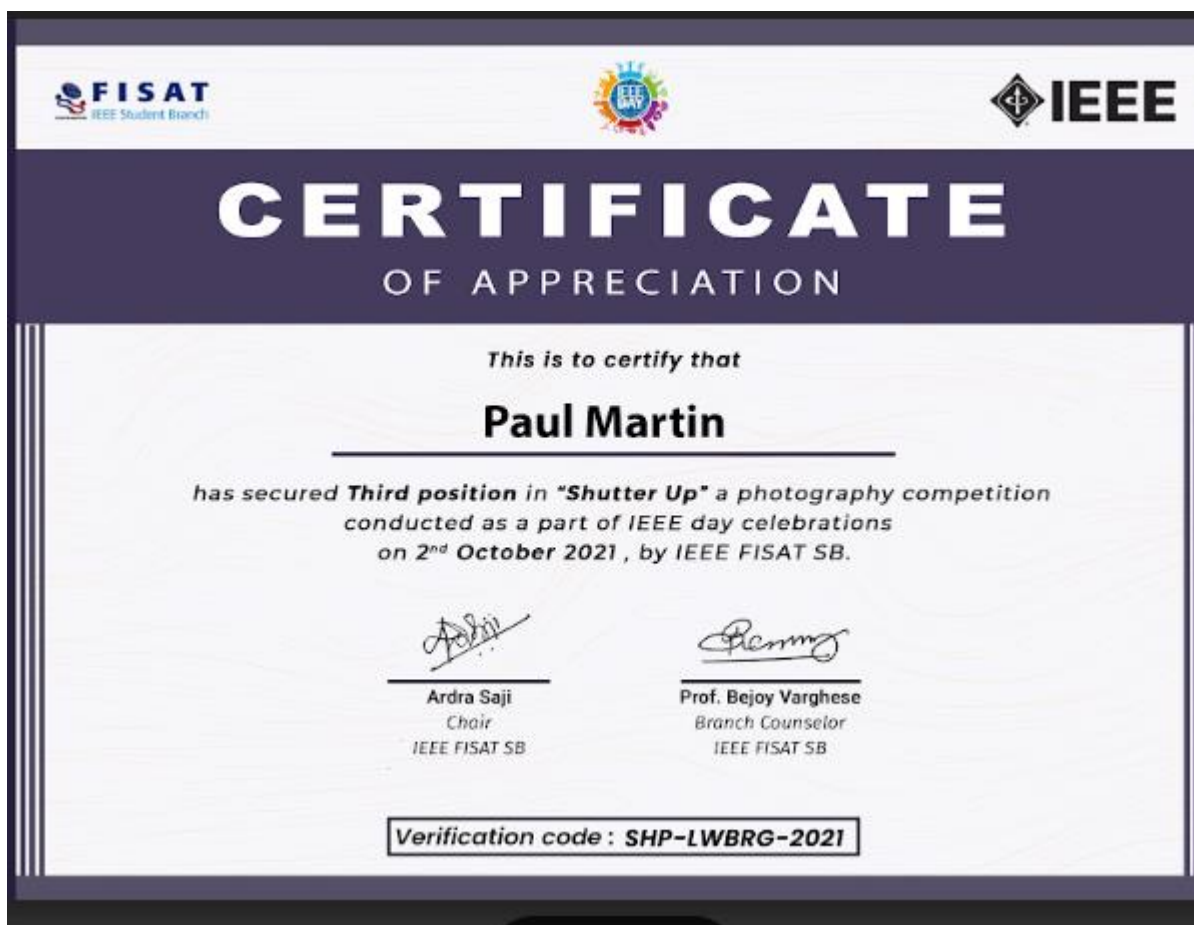 FISAT
IEEE Student Branch
IEEE
DAY
IEEE
CERTIFICATE
OF APPRECIATION
This is to certify that
Paul Martin
has secured Third position in "Shutter Up" a photography competition
conducted as a part of IEEE day celebrations
on 2nd October 2021 , by IEEE FISAT SB.
Ardra Saji
Chair
IEEE FISAT SB
Prof. Bejoy Varghese
Branch Counselor
IEEE FISAT SB
Verification code : SHP-LWBRG-2021